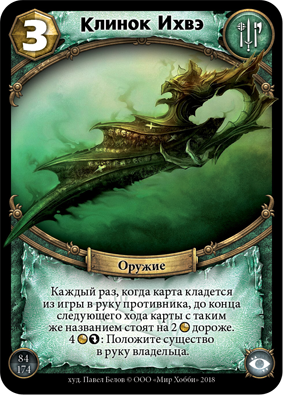 3
Клинок Ихвэ
Оружие
Каждый раз, когда карта кладется
из игры в руку противника, до конца
следующего хода карты с таким
же названием стоят на 2 дороже.
4 : Положите существо
в руку владельца.
84
174
худ. Павел Белов © ООО «Мир Хобби» 2018